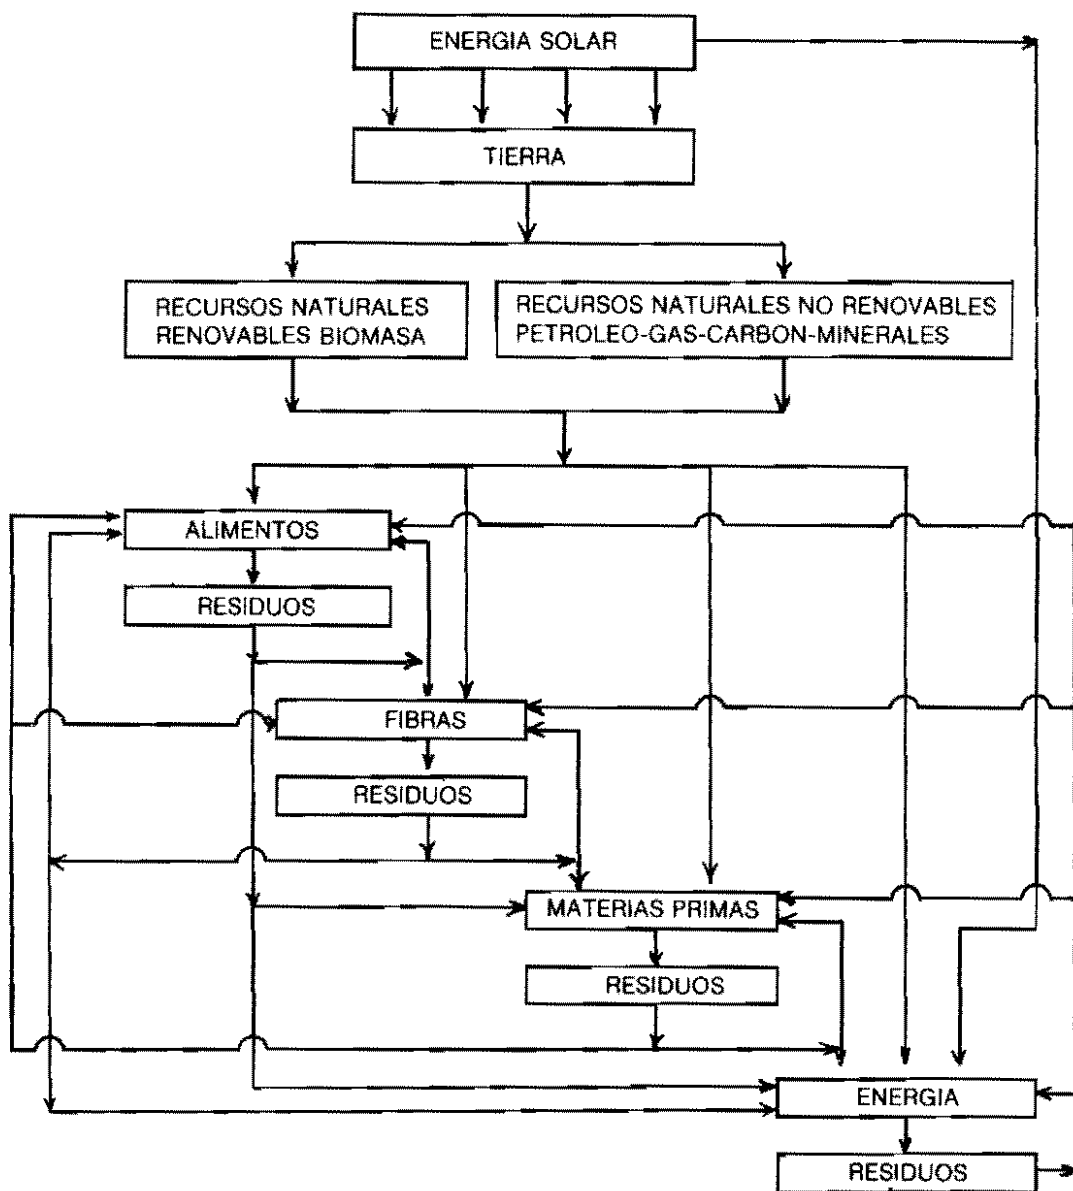 ENERGIA SOLAR
TIERRA
RECURSOS NATURALES
RENOVABLES BIOMASA
RECURSOS NATURALES NO RENOVABLES
PETROLEO-GAS-CARBON-MINERALES
ALIMENTOS
RESIDUOS
FIBRAS
RESIDUOS
MATERIAS PRIMAS
RESIDUOS
ENERGIA
RESIDUOS